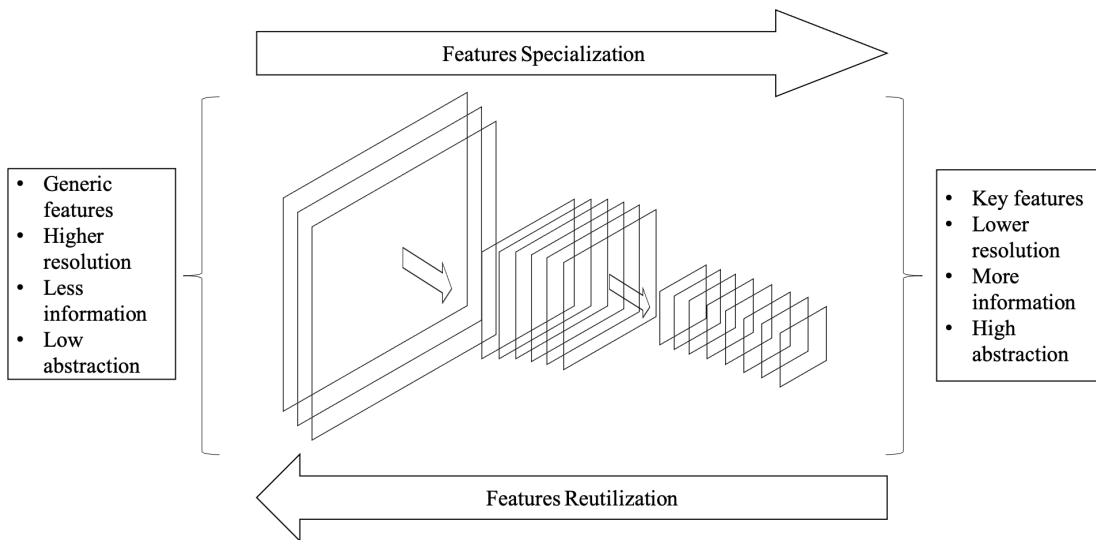 Features Specialization
• Generic
features
• Higher
resolution
• Less
information
• Low
abstraction
• Key features
• Lower
resolution
• More
information
• High
abstraction
Features Reutilization